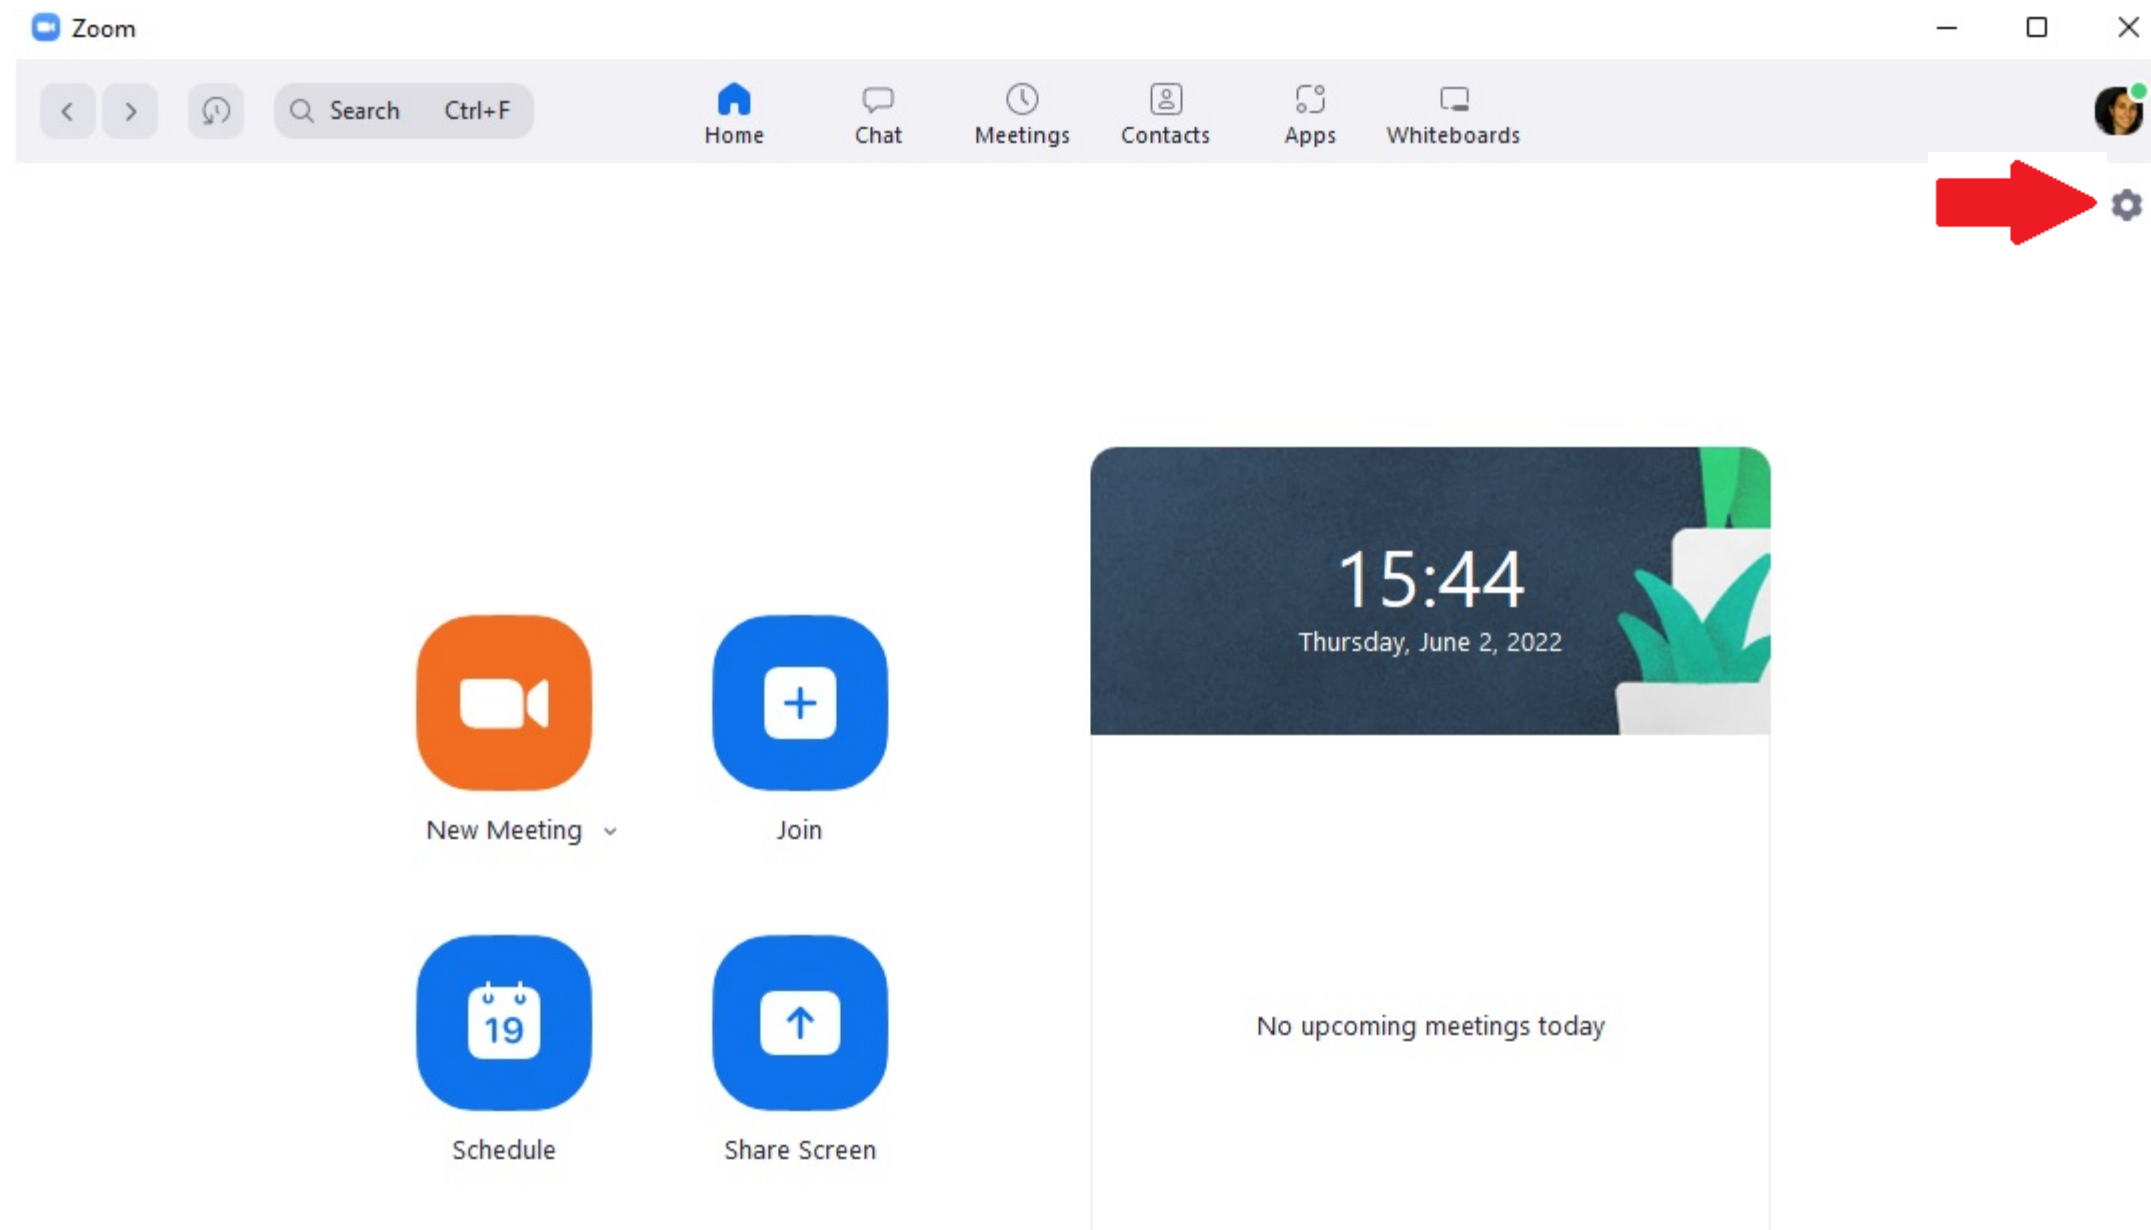 Zoom
Search Ctrl+F
Home
Chat
Meetings
Contacts
Apps
Whiteboards
15:44
Thursday, June 2, 2022
New Meeting
Join
19
Schedule
Share Screen
No upcoming meetings today